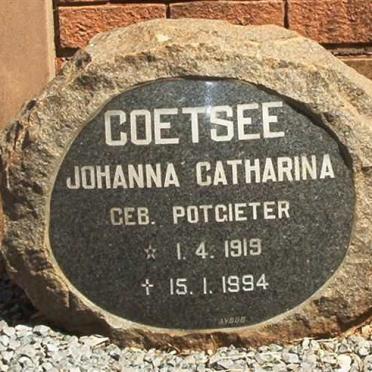 COETSEE
JOHANNA CATHARINA
GEB. POTGIETER
☆ 1. 4. 1919
✝ 15. 1. 1994